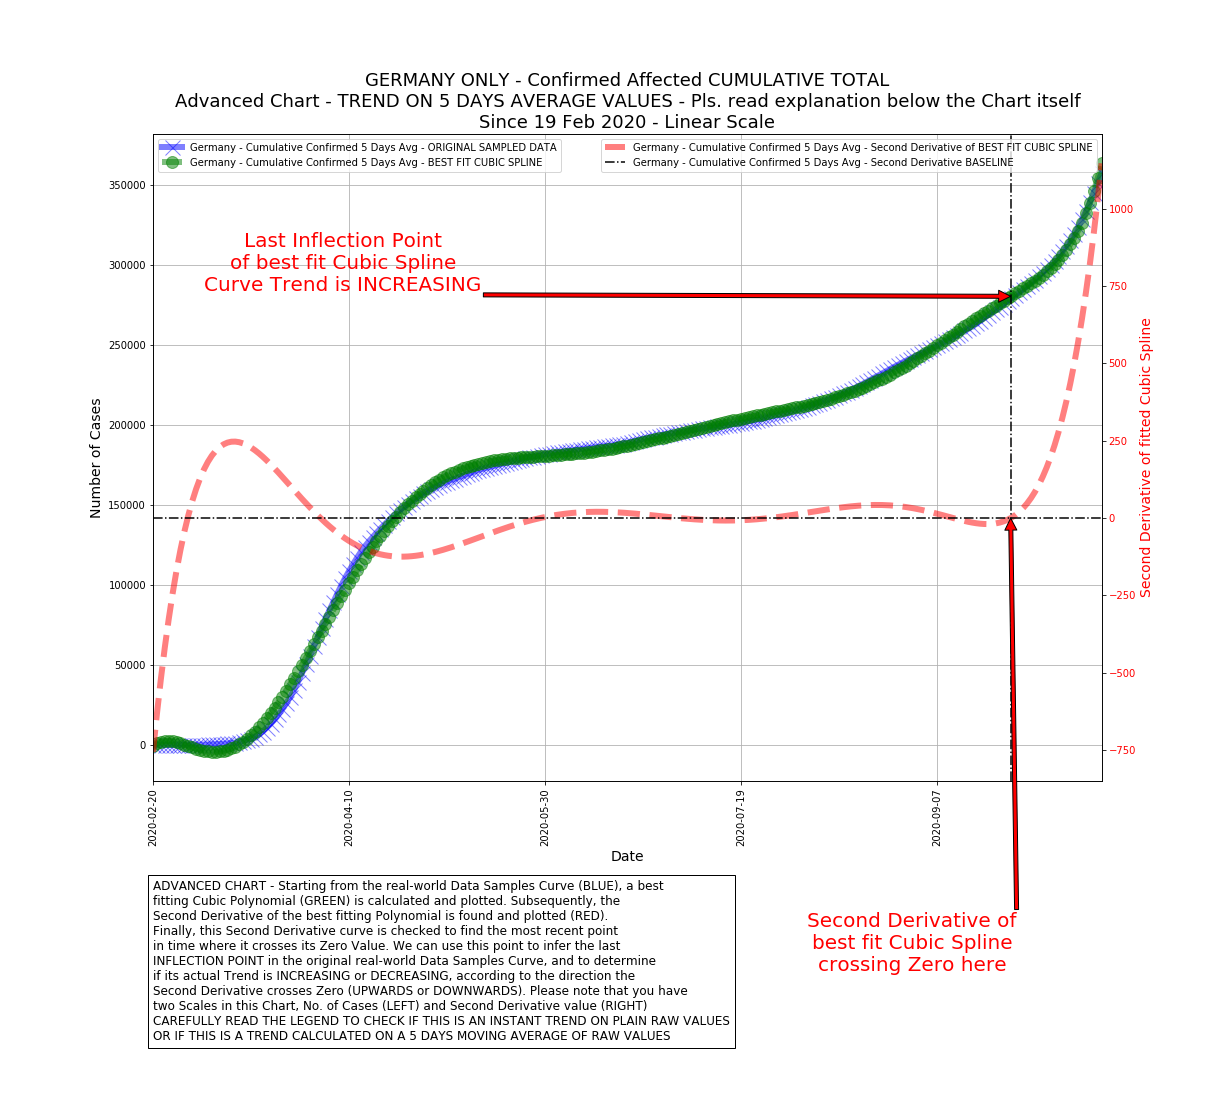 GERMANY ONLY - Confirmed Affected CUMULATIVE TOTAL
Advanced Chart - TREND ON 5 DAYS AVERAGE VALUES - Pls. read explanation below the Chart itself
Since 19 Feb 2020 - Linear Scale
Germany - Cumulative Confirmed 5 Days Avg - ORIGINAL SAMPLED DATA
Germany - Cumulative Confirmed 5 Days Avg - BEST FIT CUBIC SPLINE
Germany - Cumulative Confirmed 5 Days Avg - Second Derivative of BEST FIT CUBIC SPLINE
Germany - Cumulative Confirmed 5 Days Avg - Second Derivative BASELINE
Last Inflection Point
of best fit Cubic Spline
Curve Trend is INCREASING
Number of Cases
350000
300000
250000
200000
150000
100000
50000
0
1000
750
500
250
0
−250
−500
−750
Second Derivative of fitted Cubic Spline
2020-02-20
2020-04-10
2020-05-30
2020-07-19
2020-09-07
Date
ADVANCED CHART - Starting from the real-world Data Samples Curve (BLUE), a best
fitting Cubic Polynomial (GREEN) is calculated and plotted. Subsequently, the
Second Derivative of the best fitting Polynomial is found and plotted (RED).
Finally, this Second Derivative curve is checked to find the most recent point
in time where it crosses its Zero Value. We can use this point to infer the last
INFLECTION POINT in the original real-world Data Samples Curve, and to determine
if its actual Trend is INCREASING or DECREASING, according to the direction the
Second Derivative crosses Zero (UPWARDS or DOWNWARDS). Please note that you have
two Scales in this Chart, No. of Cases (LEFT) and Second Derivative value (RIGHT)
CAREFULLY READ THE LEGEND TO CHECK IF THIS IS AN INSTANT TREND ON PLAIN RAW VALUES
OR IF THIS IS A TREND CALCULATED ON A 5 DAYS MOVING AVERAGE OF RAW VALUES
Second Derivative of
best fit Cubic Spline
crossing Zero here